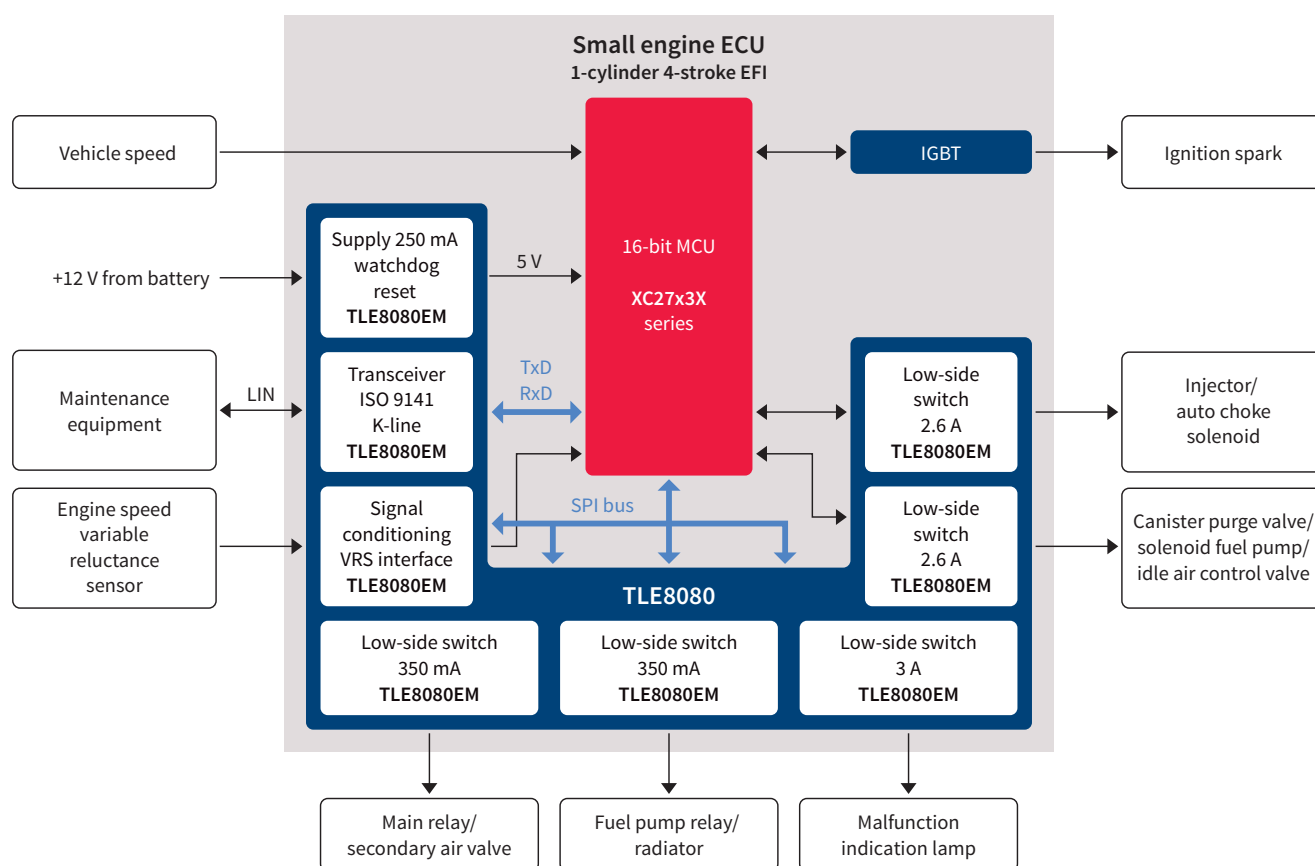 Small engine ECU
1-cylinder 4-stroke EFI
Vehicle speed
IGBT
Ignition spark
16-bit MCU
XC27x3X
series
+12 V from battery
Supply 250 mA
watchdog
reset
TLE8080EM
5 V
Maintenance
equipment
LIN
Transceiver
ISO 9141
K-line
TLE8080EM
TxD
RxD
Low-side
switch
2.6 A
TLE8080EM
Injector/
auto choke
solenoid
Engine speed
variable
reluctance
sensor
Signal
conditioning
VRS interface
TLE8080EM
SPI bus
Low-side
switch
2.6 A
TLE8080EM
Canister purge valve/
solenoid fuel pump/
idle air control valve
TLE8080
Low-side switch
350 mA
TLE8080EM
Low-side switch
350 mA
TLE8080EM
Low-side switch
3 A
TLE8080EM
Main relay/
secondary air valve
Fuel pump relay/
radiator
Malfunction
indication lamp